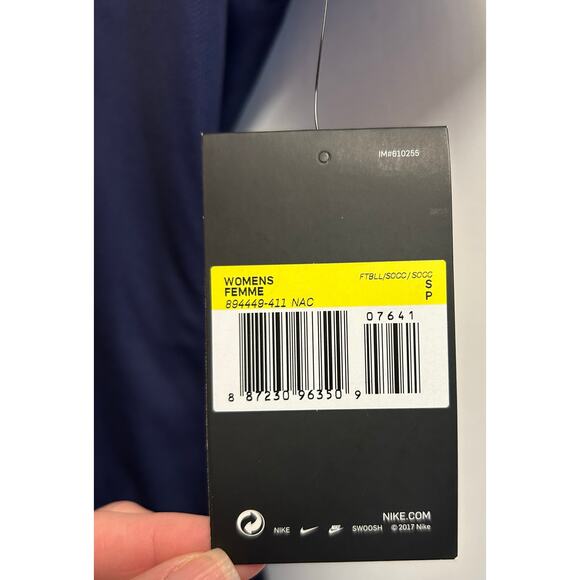 IM#610255
WOMENS
FEMME
FTBLL/SOCC/SOCC
S
P
894449-411 NAC
07641
8 87230 96350 9
NIKE.COM
NIKE SWOOSH © 2017 Nike